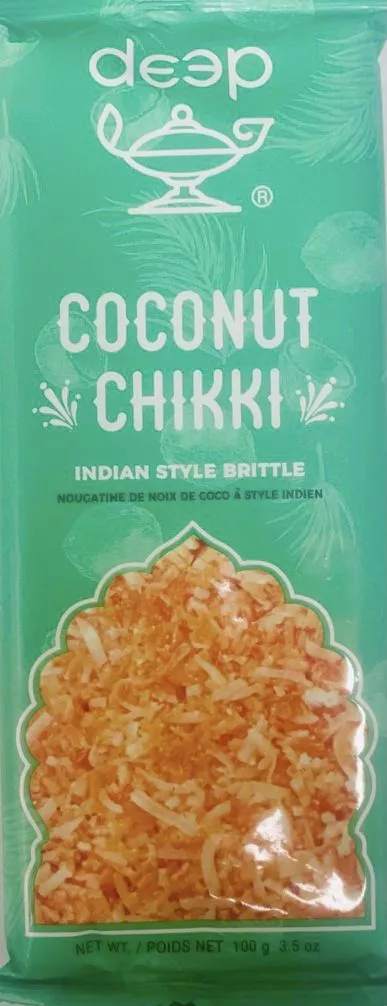 deep
®
COCONUT
CHIKKI
INDIAN STYLE BRITTLE
NOUGATINE DE NOIX DE COCO À STYLE INDIEN
NET WT. / POIDS NET 100 g 3.5 oz